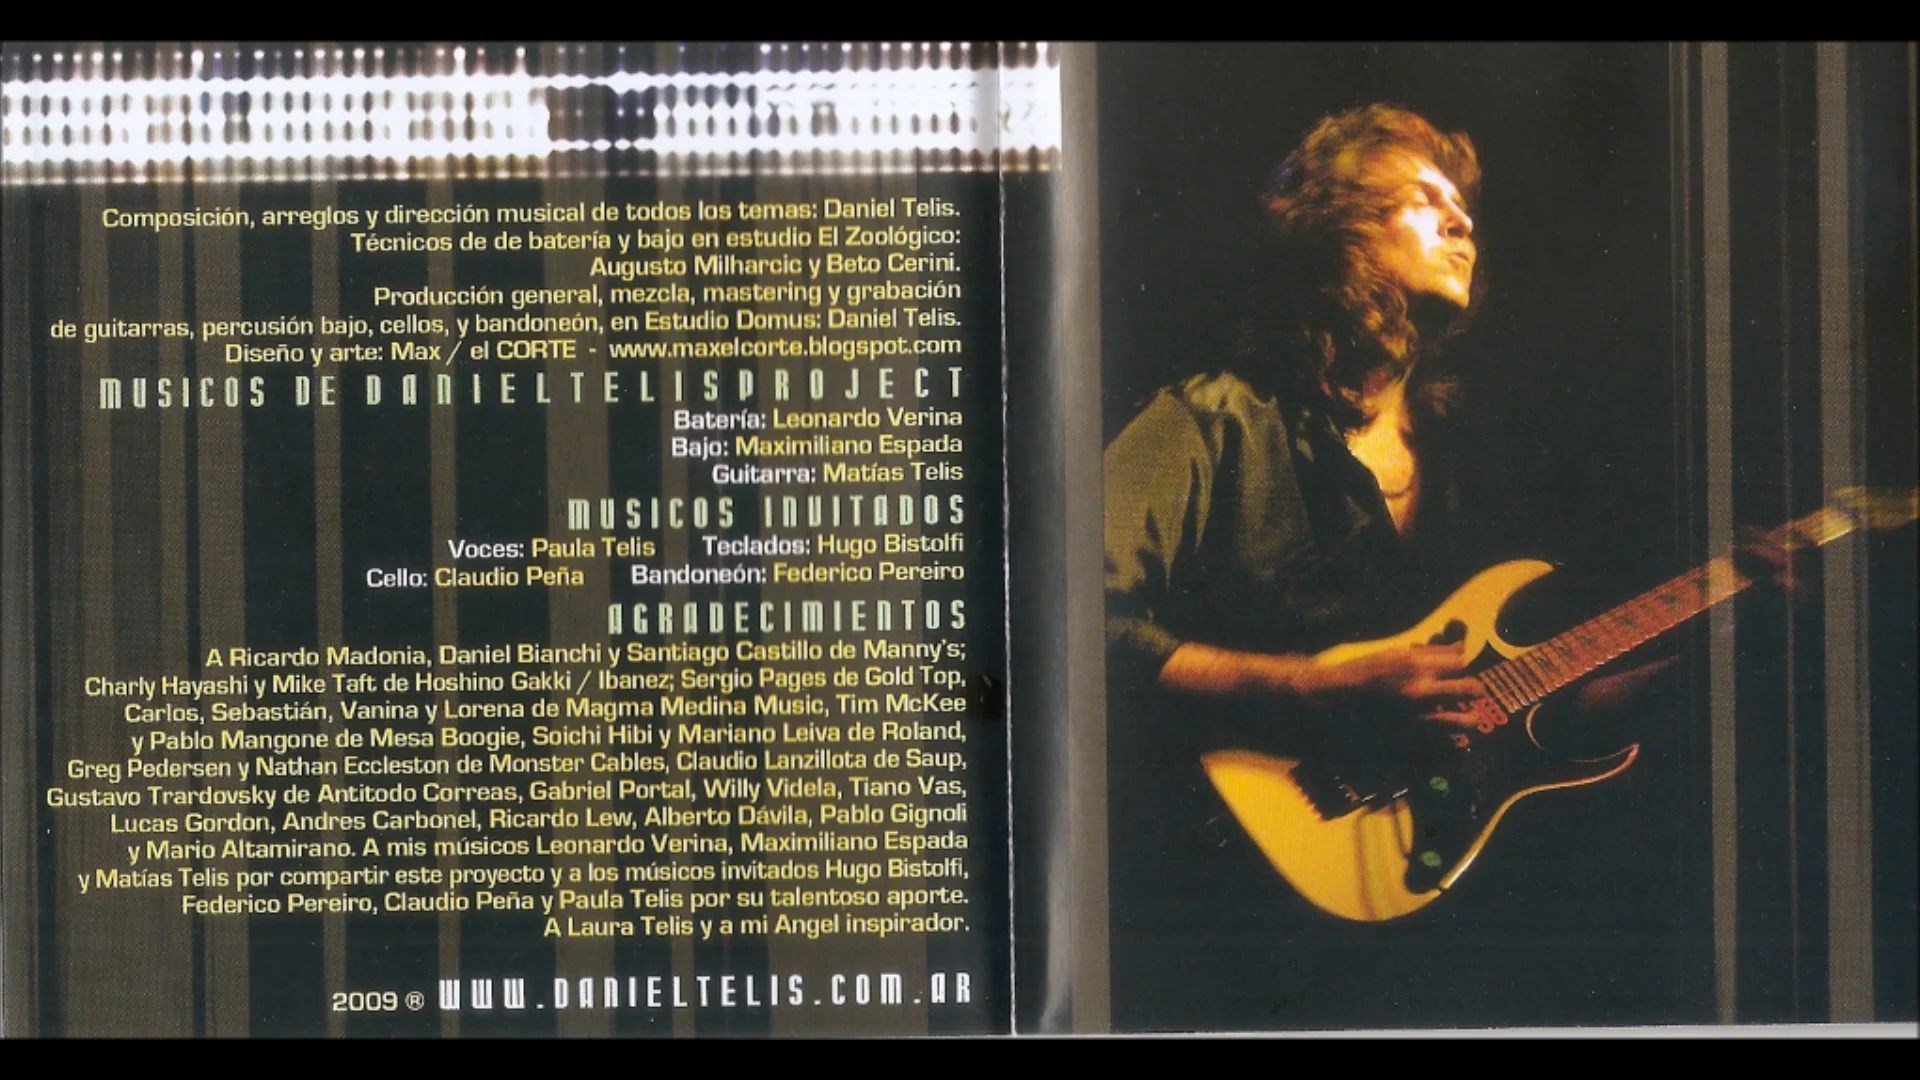 Composición, arreglos y dirección musical de todos los temas: Daniel Telis.
Técnicos de de batería y bajo en estudio El Zoológico:
Augusto Milharcic y Beto Cerini.
Producción general, mezcla, mastering y grabación
de guitarras, percusión bajo, cellos, y bandoneón, en Estudio Domus: Daniel Telis.
Diseño y arte: Max / el CORTE - www.maxelcorte.blogspot.com
MUSICOS DE DANIELTELISPROJECT
Batería: Leonardo Verina
Bajo: Maximiliano Espada
Guitarra: Matías Telis
MUSICOS INVITADOS
Voces: Paula Telis Teclados: Hugo Bistolfi
Cello: Claudio Peña Bandoneón: Federico Pereiro
AGRADECIMIENTOS
A Ricardo Madonia, Daniel Bianchi y Santiago Castillo de Manny's;
Charly Hayashi y Mike Taft de Hoshino Gakki / Ibanez; Sergio Pages de Gold Top,
Carlos, Sebastián, Vanina y Lorena de Magma Medina Music, Tim McKee
y Pablo Mangone de Mesa Boogie, Soichi Hibi y Mariano Leiva de Roland,
Greg Pedersen y Nathan Eccleston de Monster Cables, Claudio Lanzillota de Saup,
Gustavo Trardovsky de Antitodo Correas, Gabriel Portal, Willy Videla, Tiano Vas,
Lucas Gordon, Andres Carbonel, Ricardo Lew, Alberto Dávila, Pablo Gignoli
y Mario Altamirano. A mis músicos Leonardo Verina, Maximiliano Espada
y Matías Telis por compartir este proyecto y a los músicos invitados Hugo Bistolfi,
Federico Pereiro, Claudio Peña y Paula Telis por su talentoso aporte.
A Laura Telis y a mi Angel inspirador.
2009 ® WWW.DANIELTELIS.COM.AR